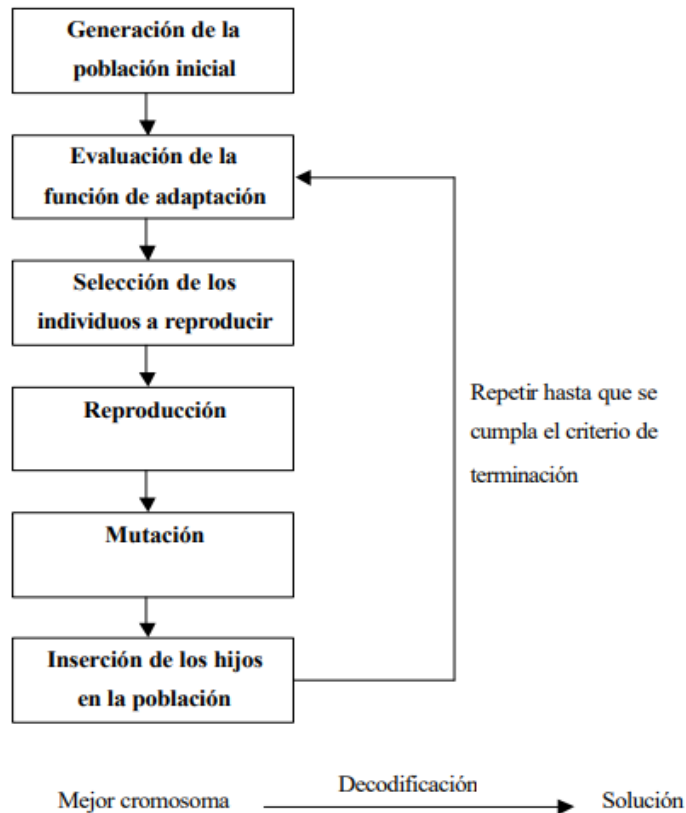 Generación de la
población inicial
Evaluación de la
función de adaptación
Selección de los
individuos a reproducir
Reproducción
Mutación
Inserción de los hijos
en la población
Repetir hasta que se
cumpla el criterio de
terminación
Decodificación
Mejor cromosoma
Solución